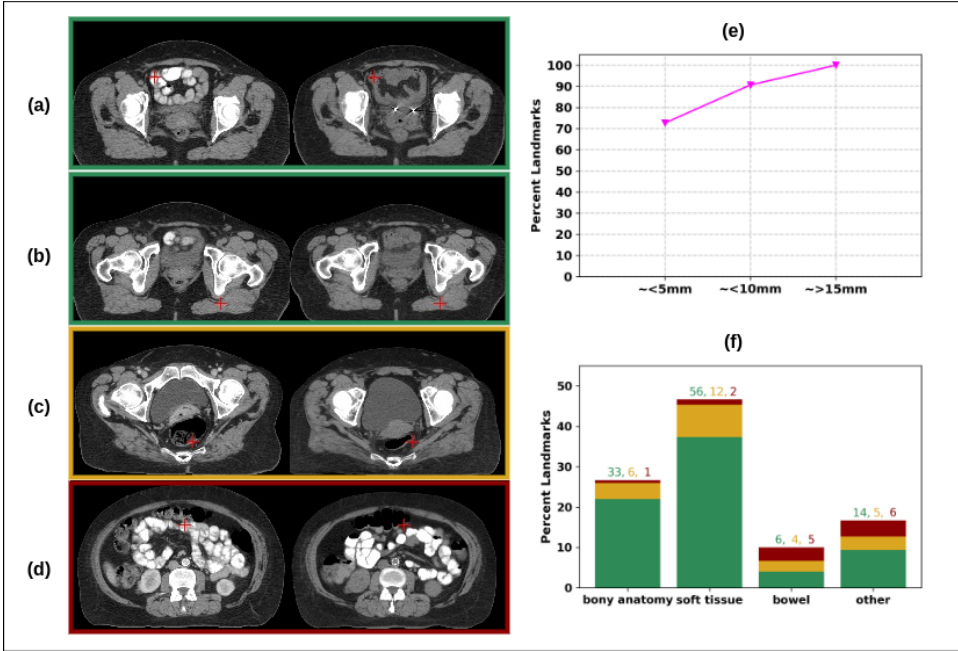 (a)
(b)
(c)
(d)
(e)
100
90
80
70
60
50
40
30
20
10
0
Percent Landmarks
~<5mm ~<10mm ~>15mm
(f)
50
40
30
20
10
0
Percent Landmarks
33, 6, 1
56, 12, 2
6, 4, 5
14, 5, 6
bony anatomy soft tissue bowel other